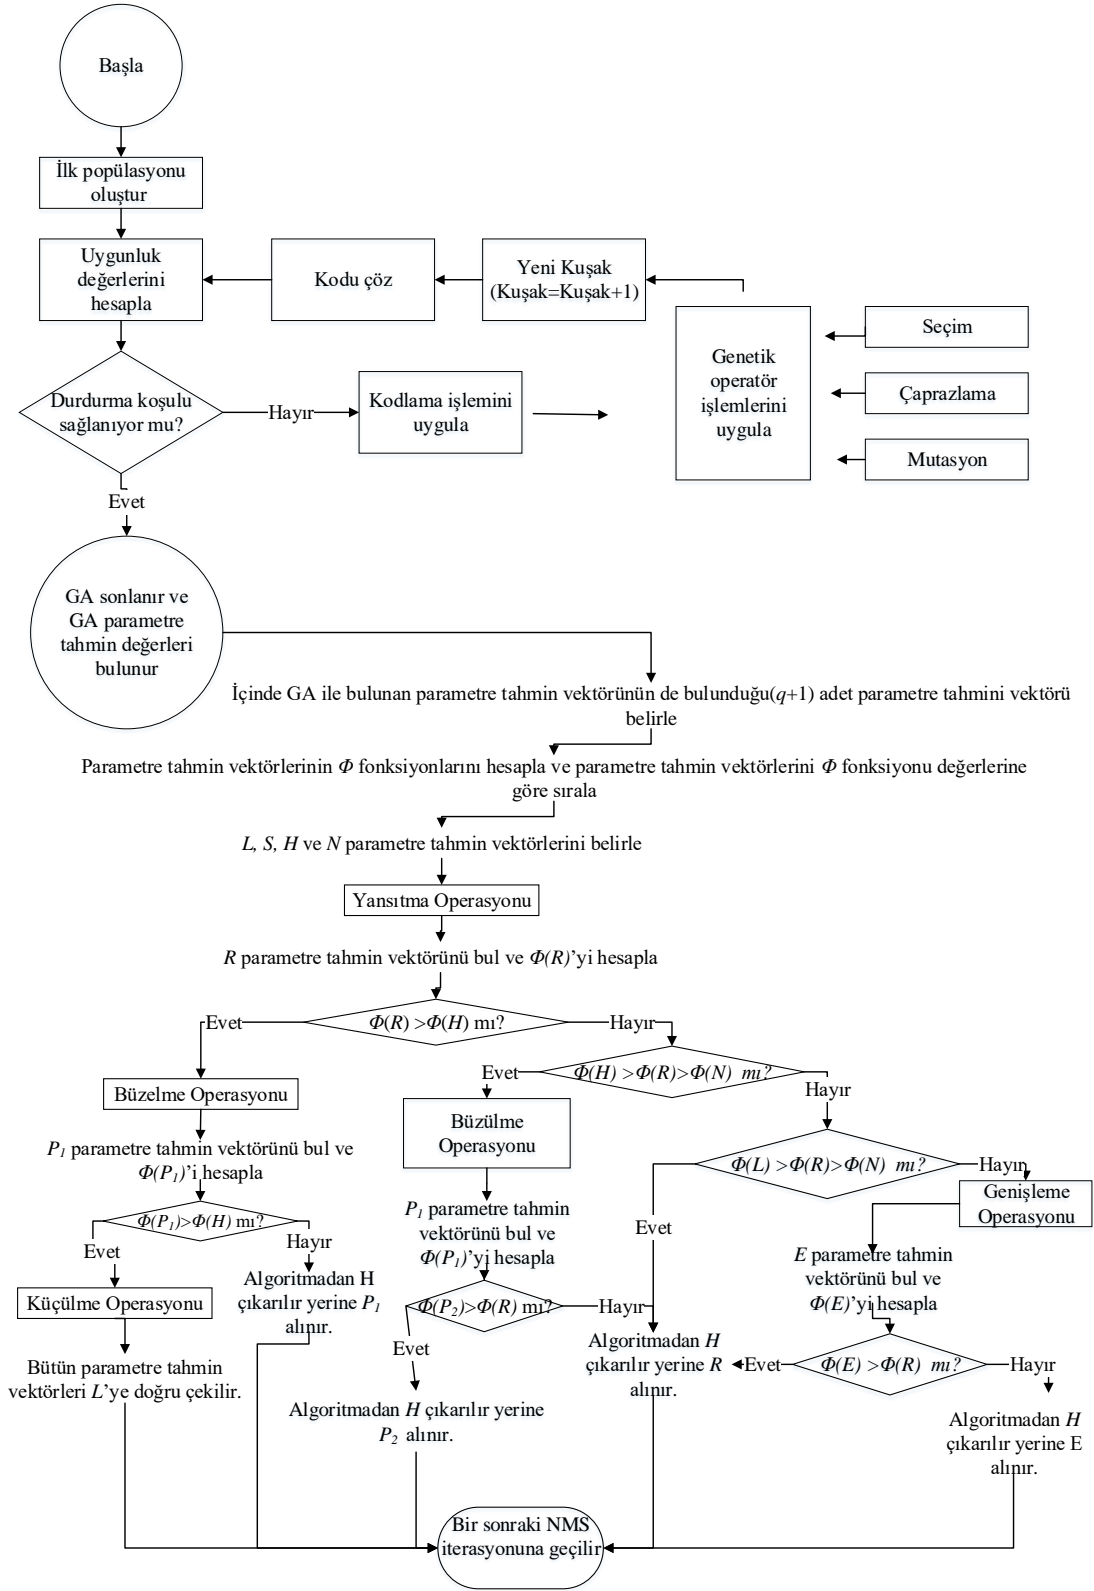 Başla
İlk popülasyonu
oluştur
Uygunluk
değerlerini
hesapla
Kodu çöz
Yeni Kuşak
(Kuşak=Kuşak+1)
Genetik
operatör
işlemlerini
uygula
Seçim
Çaprazlama
Mutasyon
Durdurma koşulu
sağlanıyor mu?
Hayır
Kodlama işlemini
uygula
Evet
GA sonlanır ve
GA parametre
tahmin değerleri
bulunur
İçinde GA ile bulunan parametre tahmin vektörünün de bulunduğu(q+1) adet parametre tahmini vektörü
belirle
Parametre tahmin vektörlerinin Φ fonksiyonlarını hesapla ve parametre tahmin vektörlerini Φ fonksiyonu değerlerine
göre sırala
L, S, H ve N parametre tahmin vektörlerini belirle
Yansıtma Operasyonu
R parametre tahmin vektörünü bul ve Φ(R)’yi hesapla
Φ(R) >Φ(H) mı?
Evet
Hayır
Büzelme Operasyonu
P1 parametre tahmin vektörünü bul ve
Φ(P1)’i hesapla
Φ(P1)>Φ(H) mı?
Evet
Hayır
Küçülme Operasyonu
Bütün parametre tahmin
vektörleri L’ye doğru çekilir.
Algoritmadan H
çıkarılır yerine P1
alınır.
Φ(H) >Φ(R)>Φ(N) mı?
Evet
Hayır
Büzülme
Operasyonu
P1 parametre tahmin
vektörünü bul ve
Φ(P1)’yi hesapla
Φ(P2)>Φ(R) mı?
Evet
Hayır
Algoritmadan H çıkarılır yerine
P2 alınır.
Φ(L) >Φ(R)>Φ(N) mı?
Evet
Hayır
Algoritmadan H
çıkarılır yerine R
alınır.
Genişleme
Operasyonu
E parametre tahmin
vektörünü bul ve
Φ(E)’yi hesapla
Φ(E) >Φ(R) mı?
Evet
Hayır
Algoritmadan H
çıkarılır yerine E
alınır.
Bir sonraki NMS
iterasyonuna geçilir